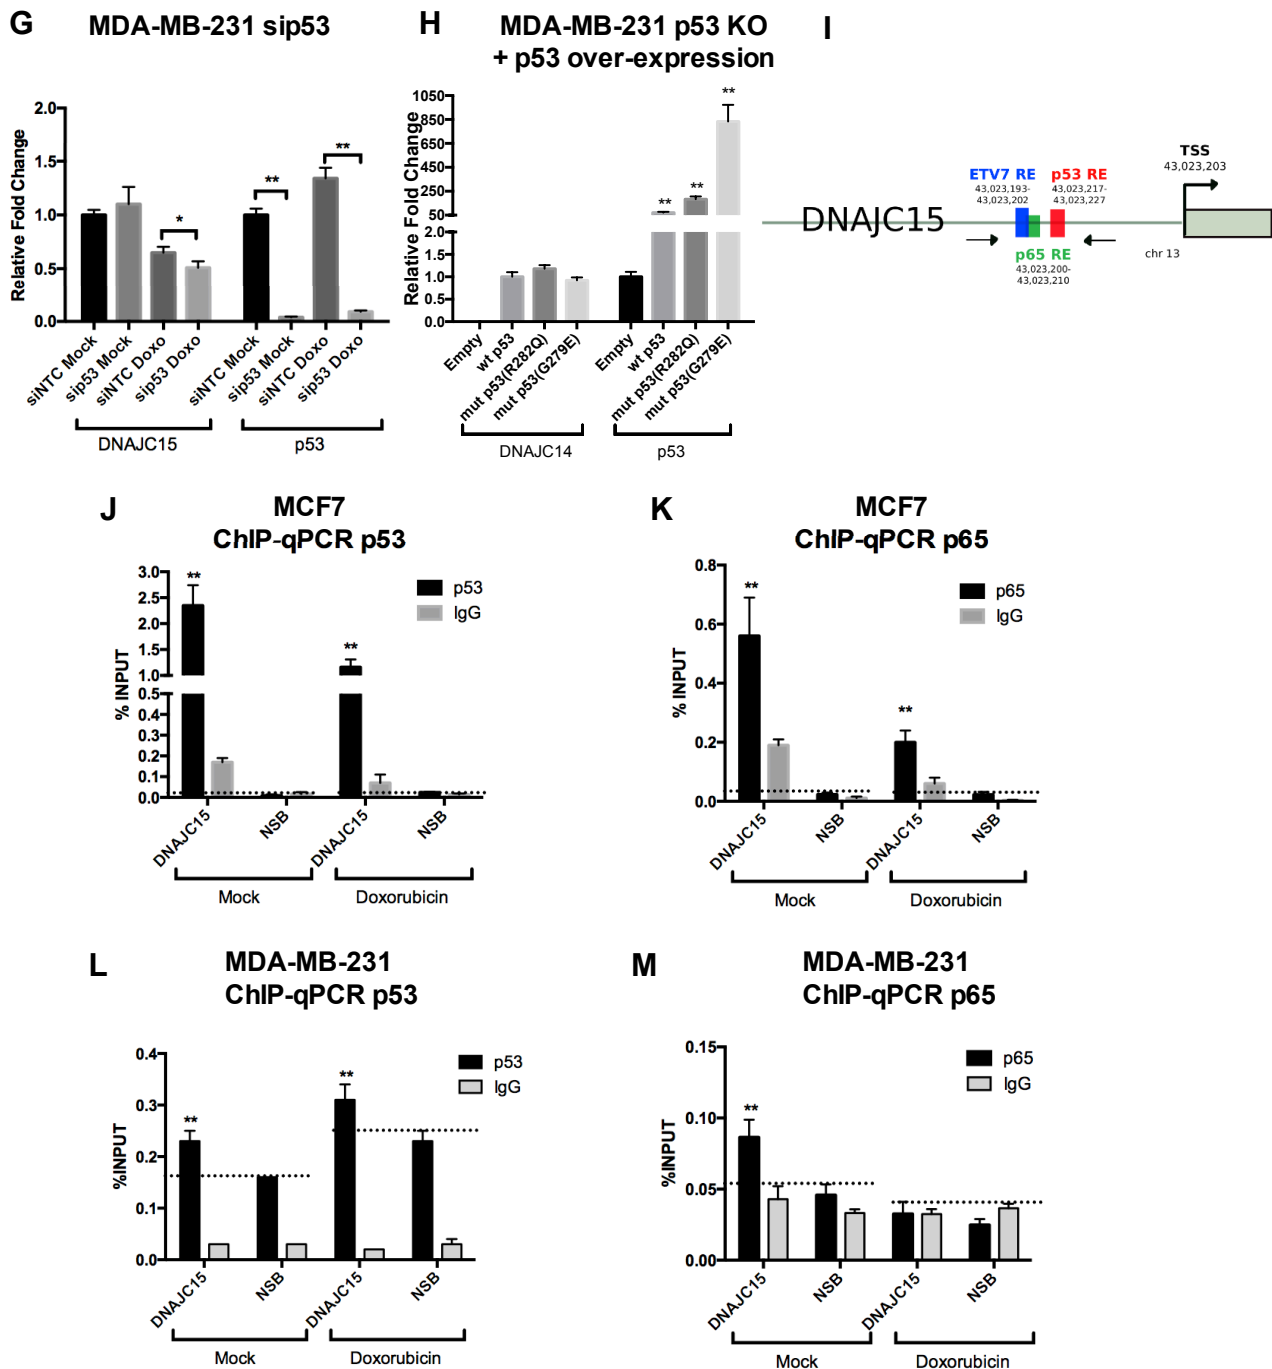 G
MDA-MB-231 sip53
Relative Fold Change
2.0
1.5
1.0
0.5
0.0
**
**
*
siNTC Mock
sip53 Mock
siNTC Doxo
sip53 Doxo
siNTC Mock
sip53 Mock
siNTC Doxo
sip53 Doxo
DNAJC15
p53
H
MDA-MB-231 p53 KO
+ p53 over-expression
Relative Fold Change
1050
850
650
450
250
50
2.0
1.5
1.0
0.5
0.0
**
**
**
Empty
wt p53
mut p53(R282Q)
mut p53(G279E)
Empty
wt p53
mut p53(R282Q)
mut p53(G279E)
DNAJC14
p53
I
TSS
43,023,203
ETV7 RE
43,023,193-
43,023,202
p53 RE
43,023,217-
43,023,227
DNAJC15
p65 RE
43,023,200-
43,023,210
chr 13
J
MCF7
ChIP-qPCR p53
% INPUT
3.0
2.5
2.0
1.5
1.0
0.5
0.4
0.3
0.2
0.1
0.0
**
**
p53
IgG
DNAJC15
NSB
DNAJC15
NSB
Mock
Doxorubicin
K
MCF7
ChIP-qPCR p65
% INPUT
0.8
0.6
0.4
0.2
0.0
**
**
p65
IgG
DNAJC15
NSB
DNAJC15
NSB
Mock
Doxorubicin
L
MDA-MB-231
ChIP-qPCR p53
%INPUT
0.4
0.3
0.2
0.1
0.0
**
**
p53
IgG
DNAJC15
NSB
DNAJC15
NSB
Mock
Doxorubicin
M
MDA-MB-231
ChIP-qPCR p65
%INPUT
0.15
0.10
0.05
0.00
**
p65
IgG
DNAJC15
NSB
DNAJC15
NSB
Mock
Doxorubicin